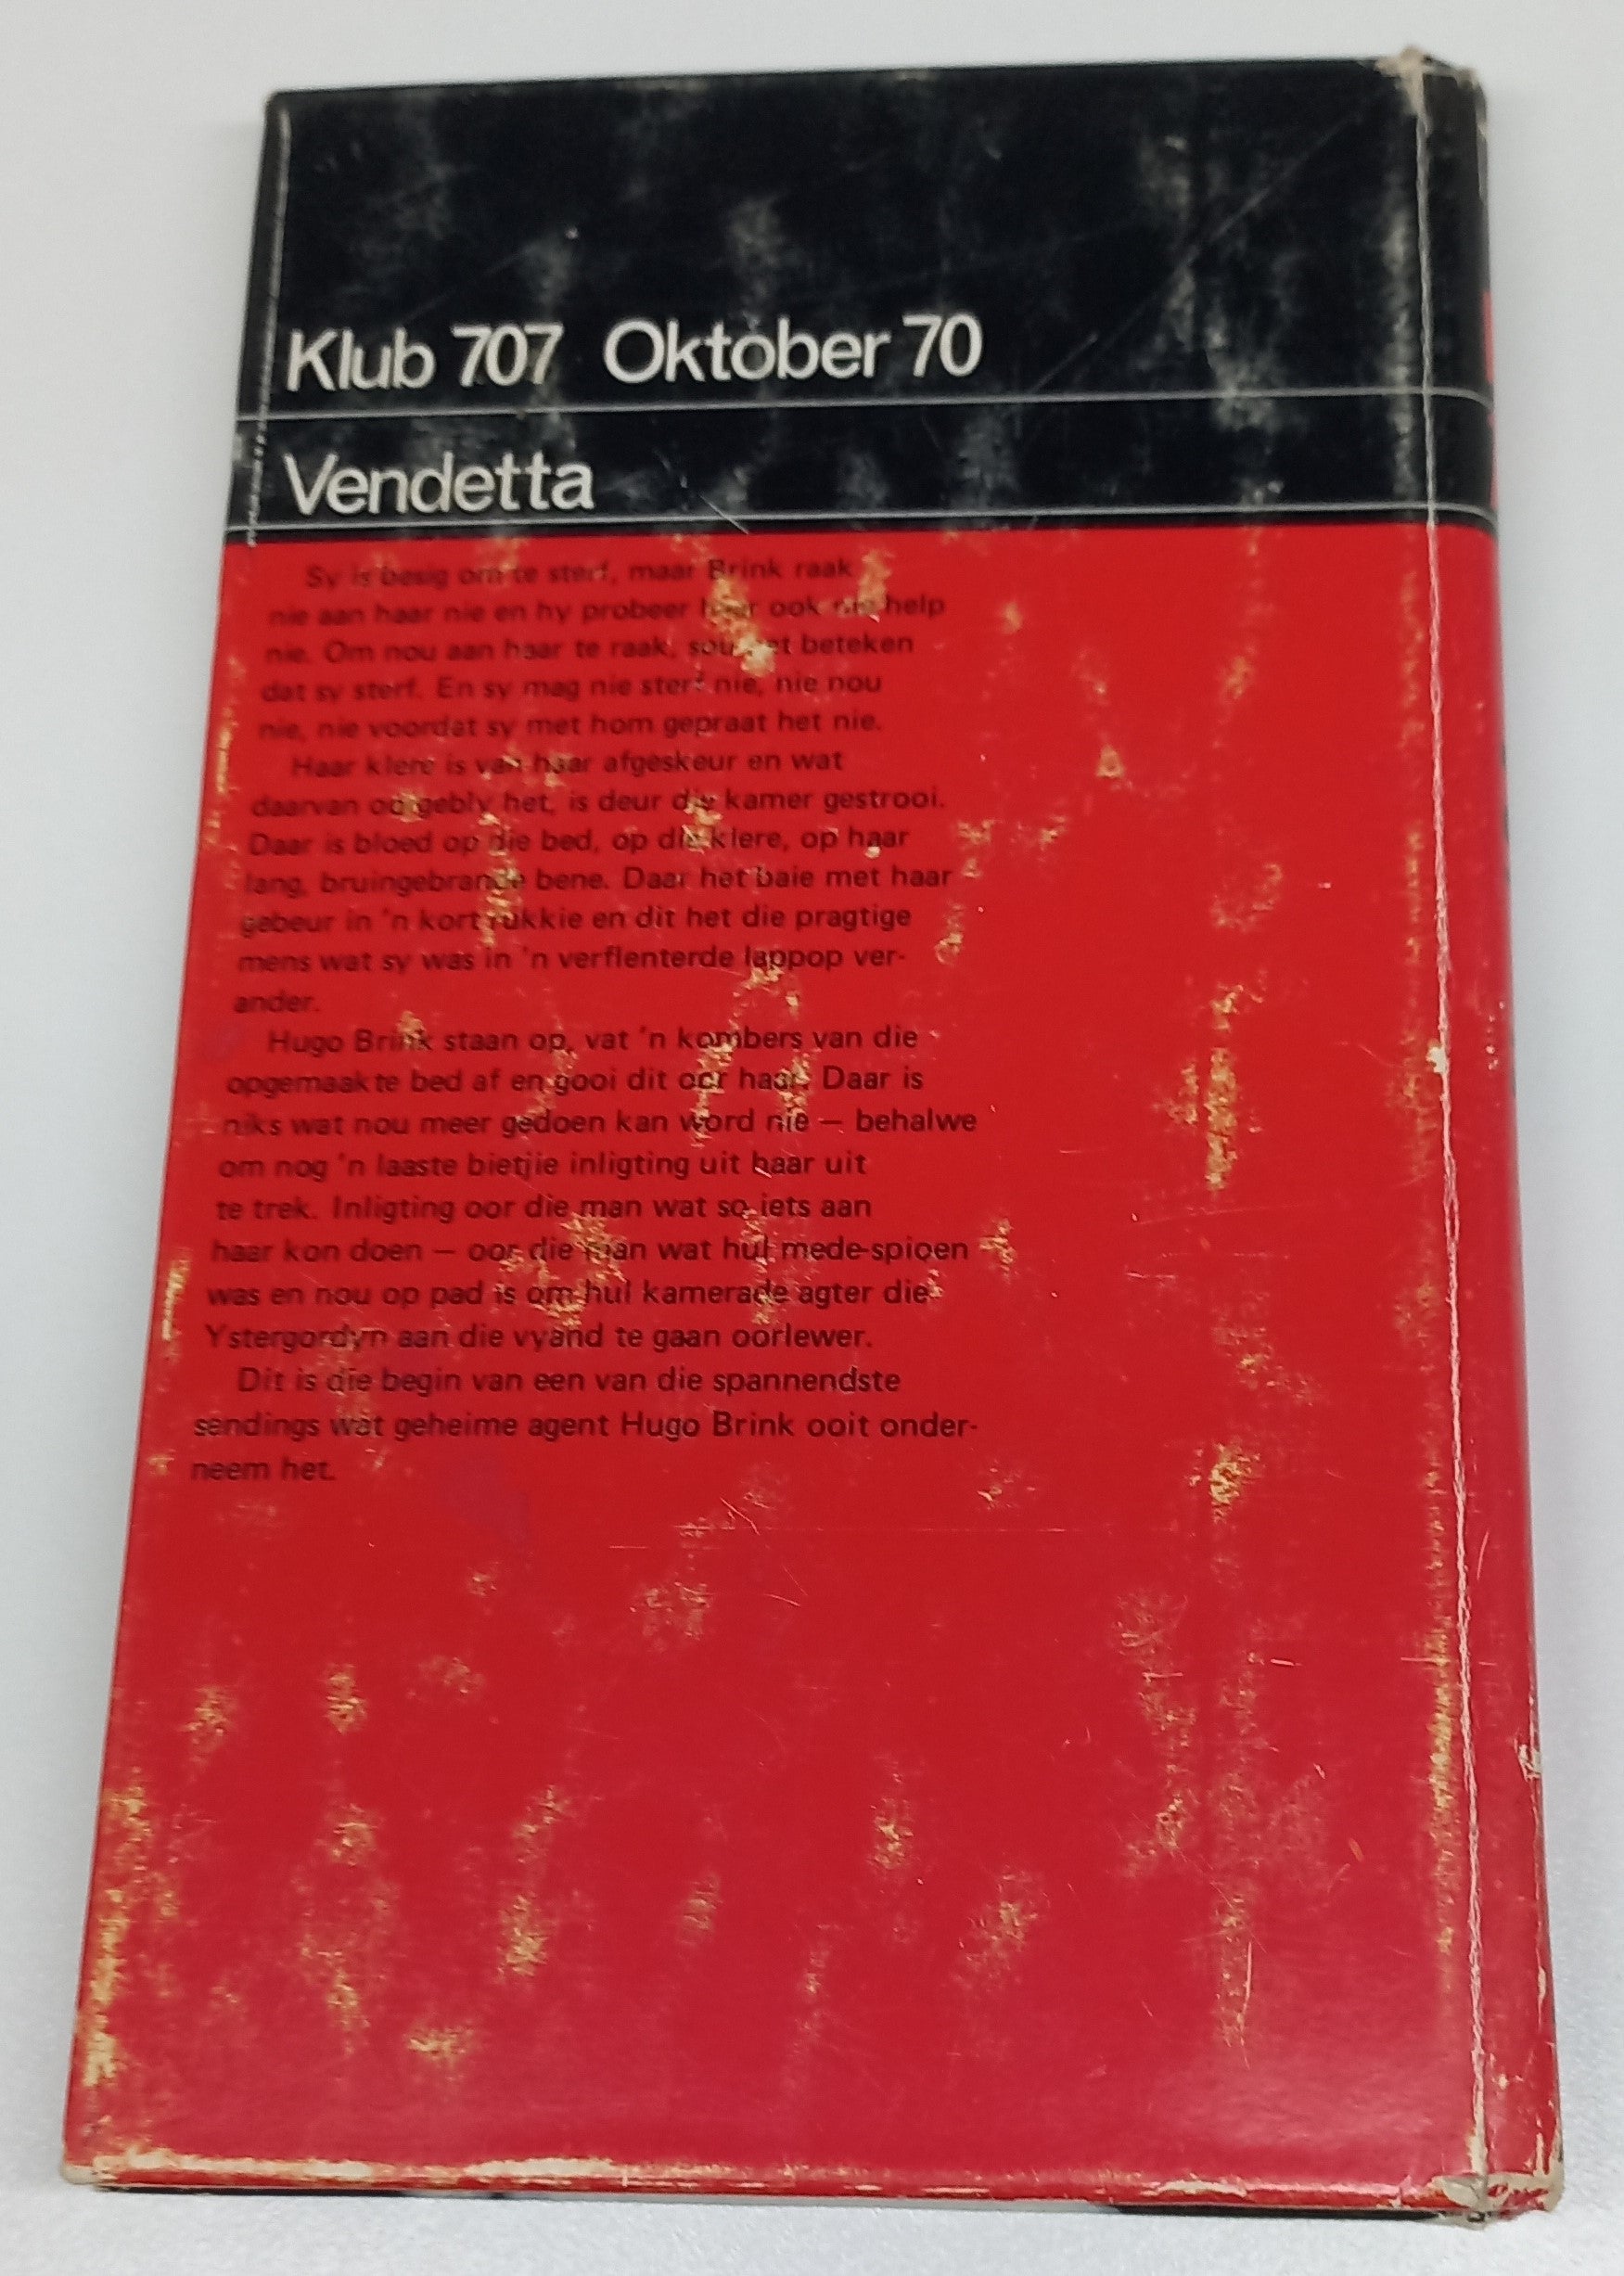 Klub 707 Oktober 70
Vendetta
Sy is besig om te sterf, maar Brink raak
nie aan haar nie en hy probeer haar ook nie help
nie. Om nou aan haar te raak, sou het beteken
dat sy sterf. En sy mag nie sterf nie, nie nou
nie, nie voordat sy met hom gepraat het nie.
Haar klere is van haar afgeskeur en wat
daarvan oorgebly het, is deur die kamer gestrooi.
Daar is bloed op die bed, op die klere, op haar
lang, bruingebrande bene. Daar het baie met haar
gebeur in 'n kort rukkie en dit het die pragtige
mens wat sy was in 'n verflenterde lappop ver-
ander.
Hugo Brink staan op, vat 'n kombers van die
opgemaakte bed af en gooi dit oor haar. Daar is
niks wat nou meer gedoen kan word nie — behalwe
om nog 'n laaste bietjie inligting uit haar uit
te trek. Inligting oor die man wat so iets aan
haar kon doen — oor die man wat hul mede-spioen
was en nou op pad is om hul kamerade agter die
Ystergordyn aan die vyand te gaan oorlewer.
Dit is die begin van een van die spannendste
sendings wat geheime agent Hugo Brink ooit onder-
neem het.